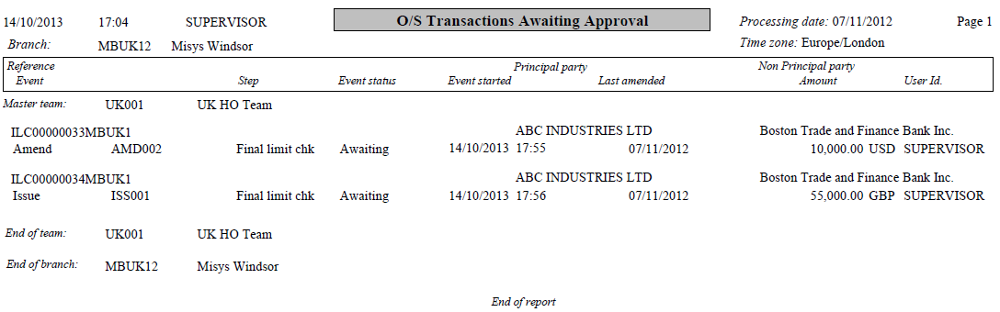 14/10/2013 17:04 SUPERVISOR O/S Transactions Awaiting Approval Processing date: 07/11/2012 Page 1
Branch: MBUK12 Misys Windsor Time zone: Europe/London
Reference Principal party Non Principal party
Event Step Event status Event started Last amended Amount User Id.
Master team: UK001 UK HO Team
ILC00000033MBUK1 ABC INDUSTRIES LTD Boston Trade and Finance Bank Inc.
Amend AMD002 Final limit chk Awaiting 14/10/2013 17:55 07/11/2012 10,000.00 USD SUPERVISOR
ILC00000034MBUK1 ABC INDUSTRIES LTD Boston Trade and Finance Bank Inc.
Issue ISS001 Final limit chk Awaiting 14/10/2013 17:56 07/11/2012 55,000.00 GBP SUPERVISOR
End of team: UK001 UK HO Team
End of branch: MBUK12 Misys Windsor
End of report